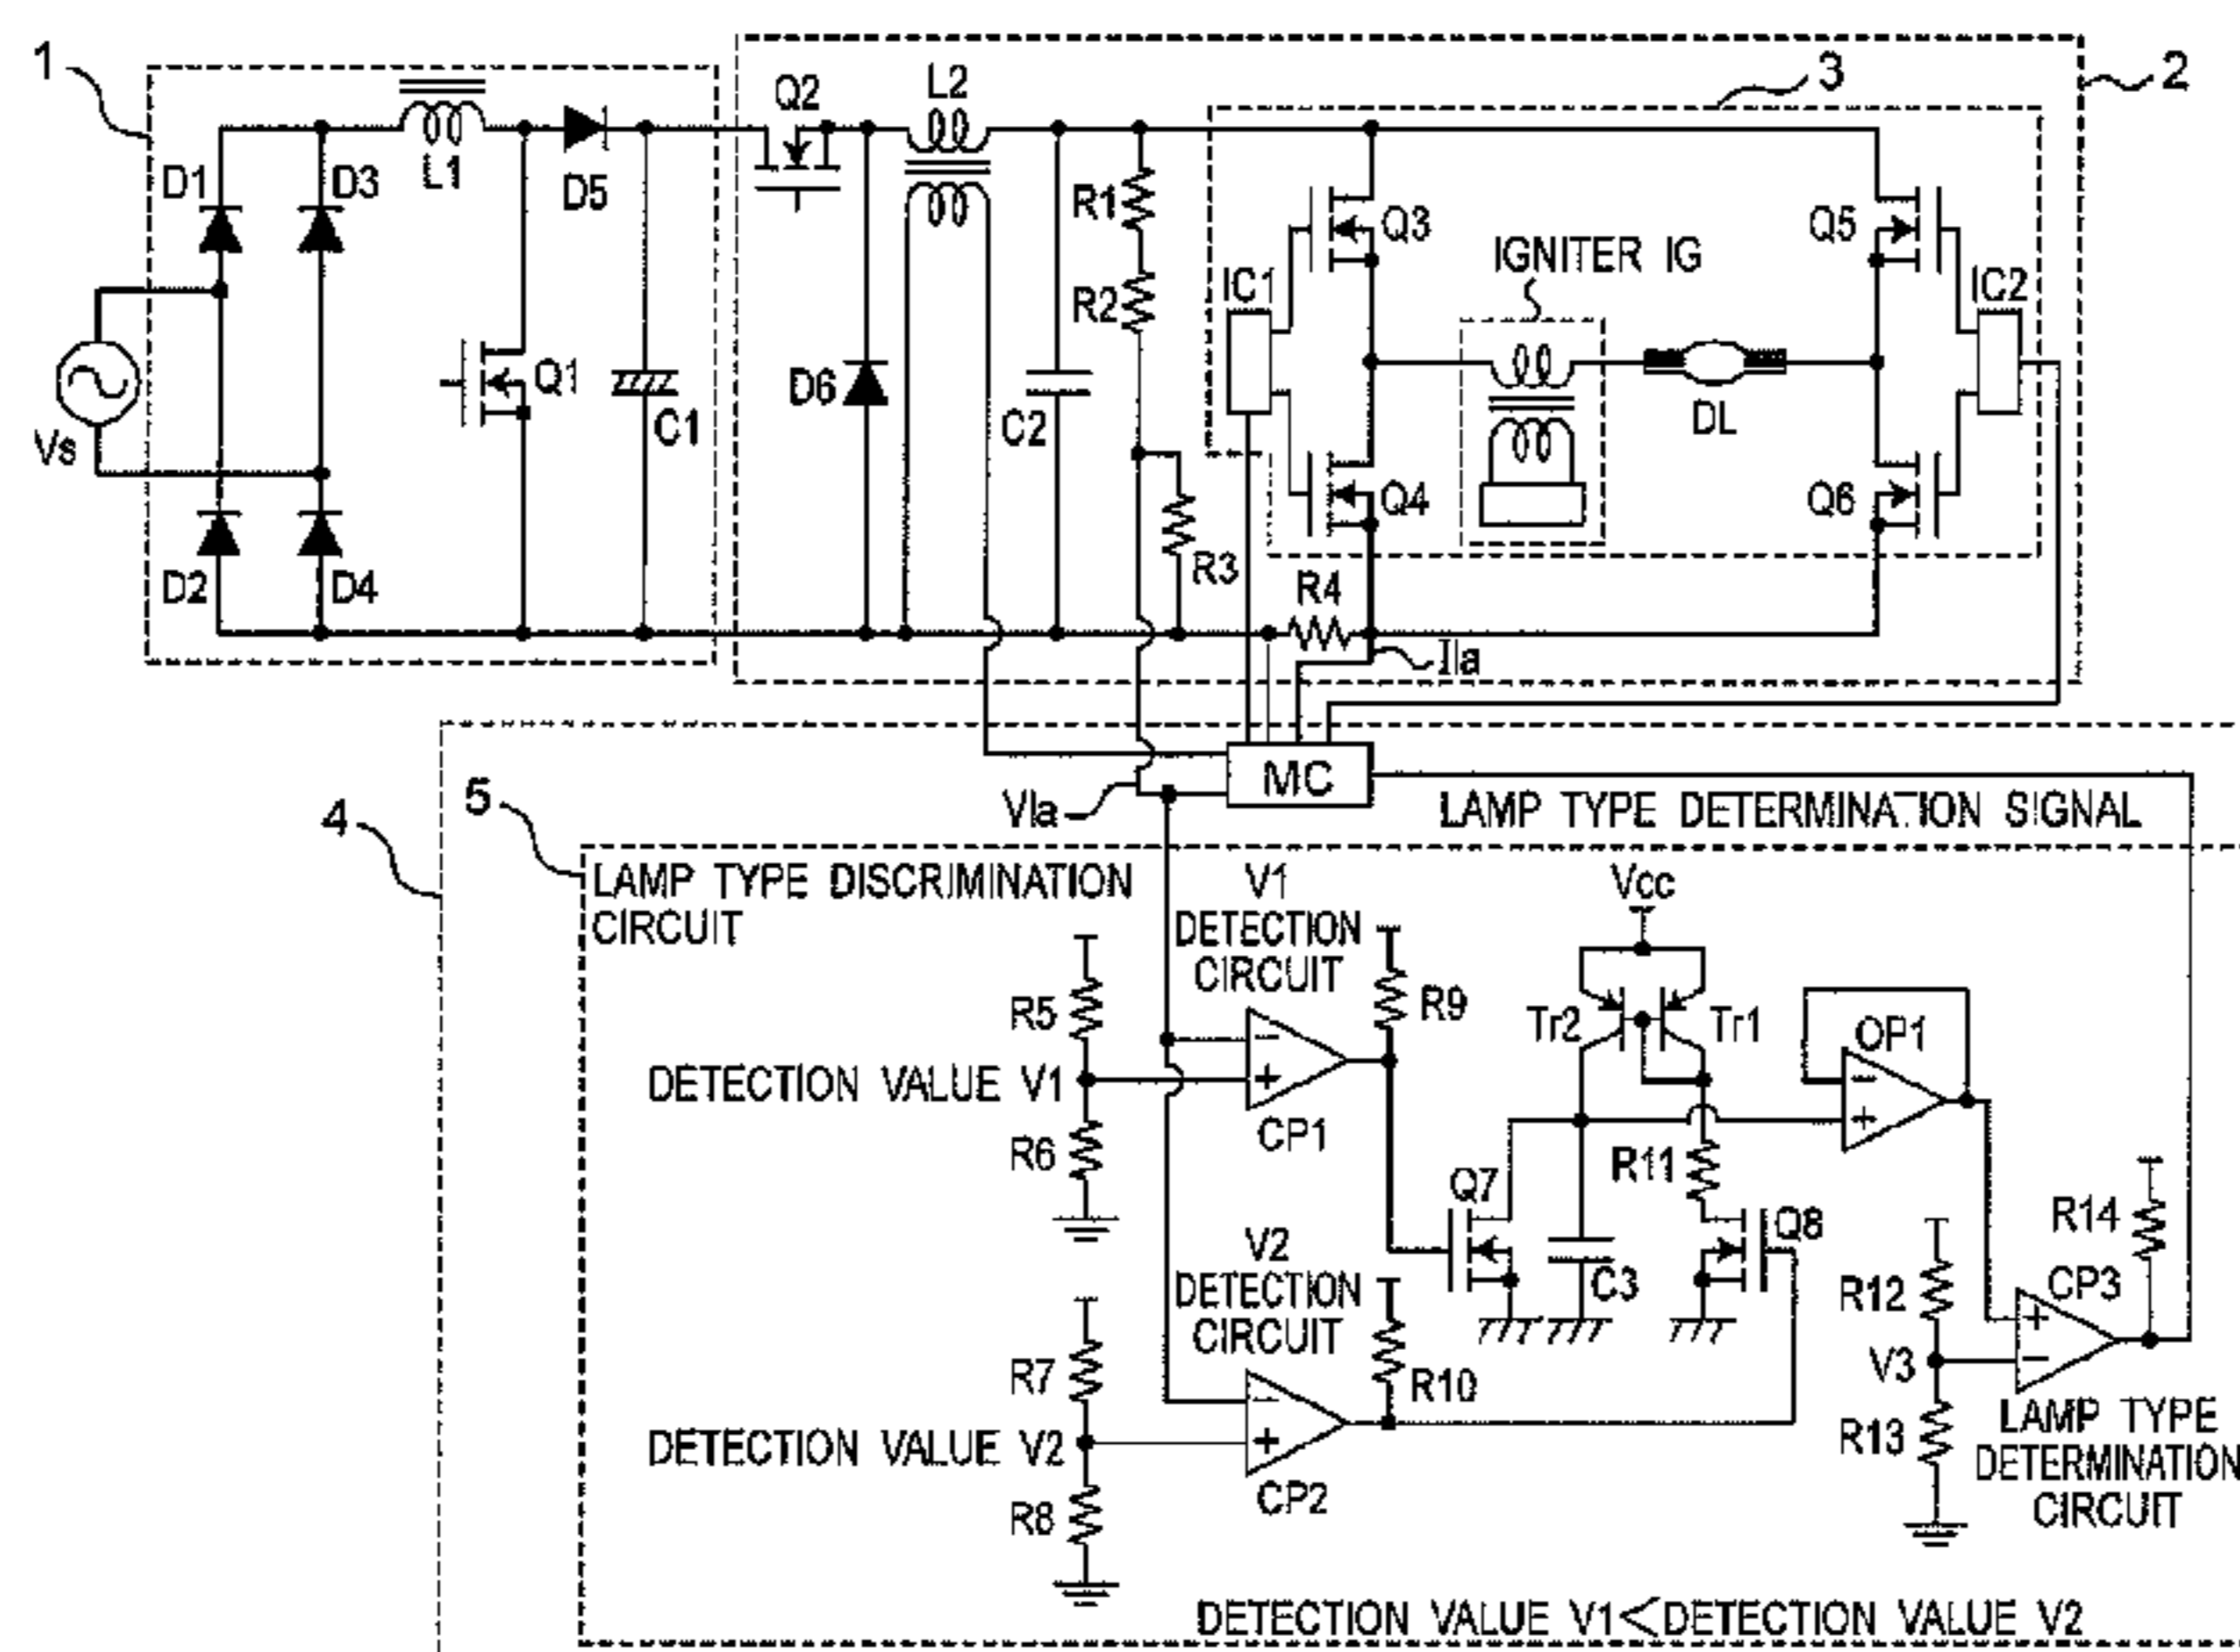 1
2
3
Q2
L2
D1
D3
L1
D5
R1
Q3
Q5
IGNITER IG
IC1
IC2
R2
Q1
D6
C1
C2
DL
Vs
Q4
Q6
D2
D4
R3
R4
Ila
MC
Vla
4
5
LAMP TYPE DETERMINATION SIGNAL
LAMP TYPE DISCRIMINATION
CIRCUIT
V1
DETECTION
CIRCUIT
Vcc
R5
R9
Tr2
Tr1
OP1
DETECTION VALUE V1
CP1
R6
R11
Q7
Q8
R14
V2
DETECTION
CIRCUIT
C3
R12
CP3
R7
R10
V3
DETECTION VALUE V2
R13
LAMP TYPE
DETERMINATION
CIRCUIT
CP2
R8
DETECTION VALUE V1<DETECTION VALUE V2